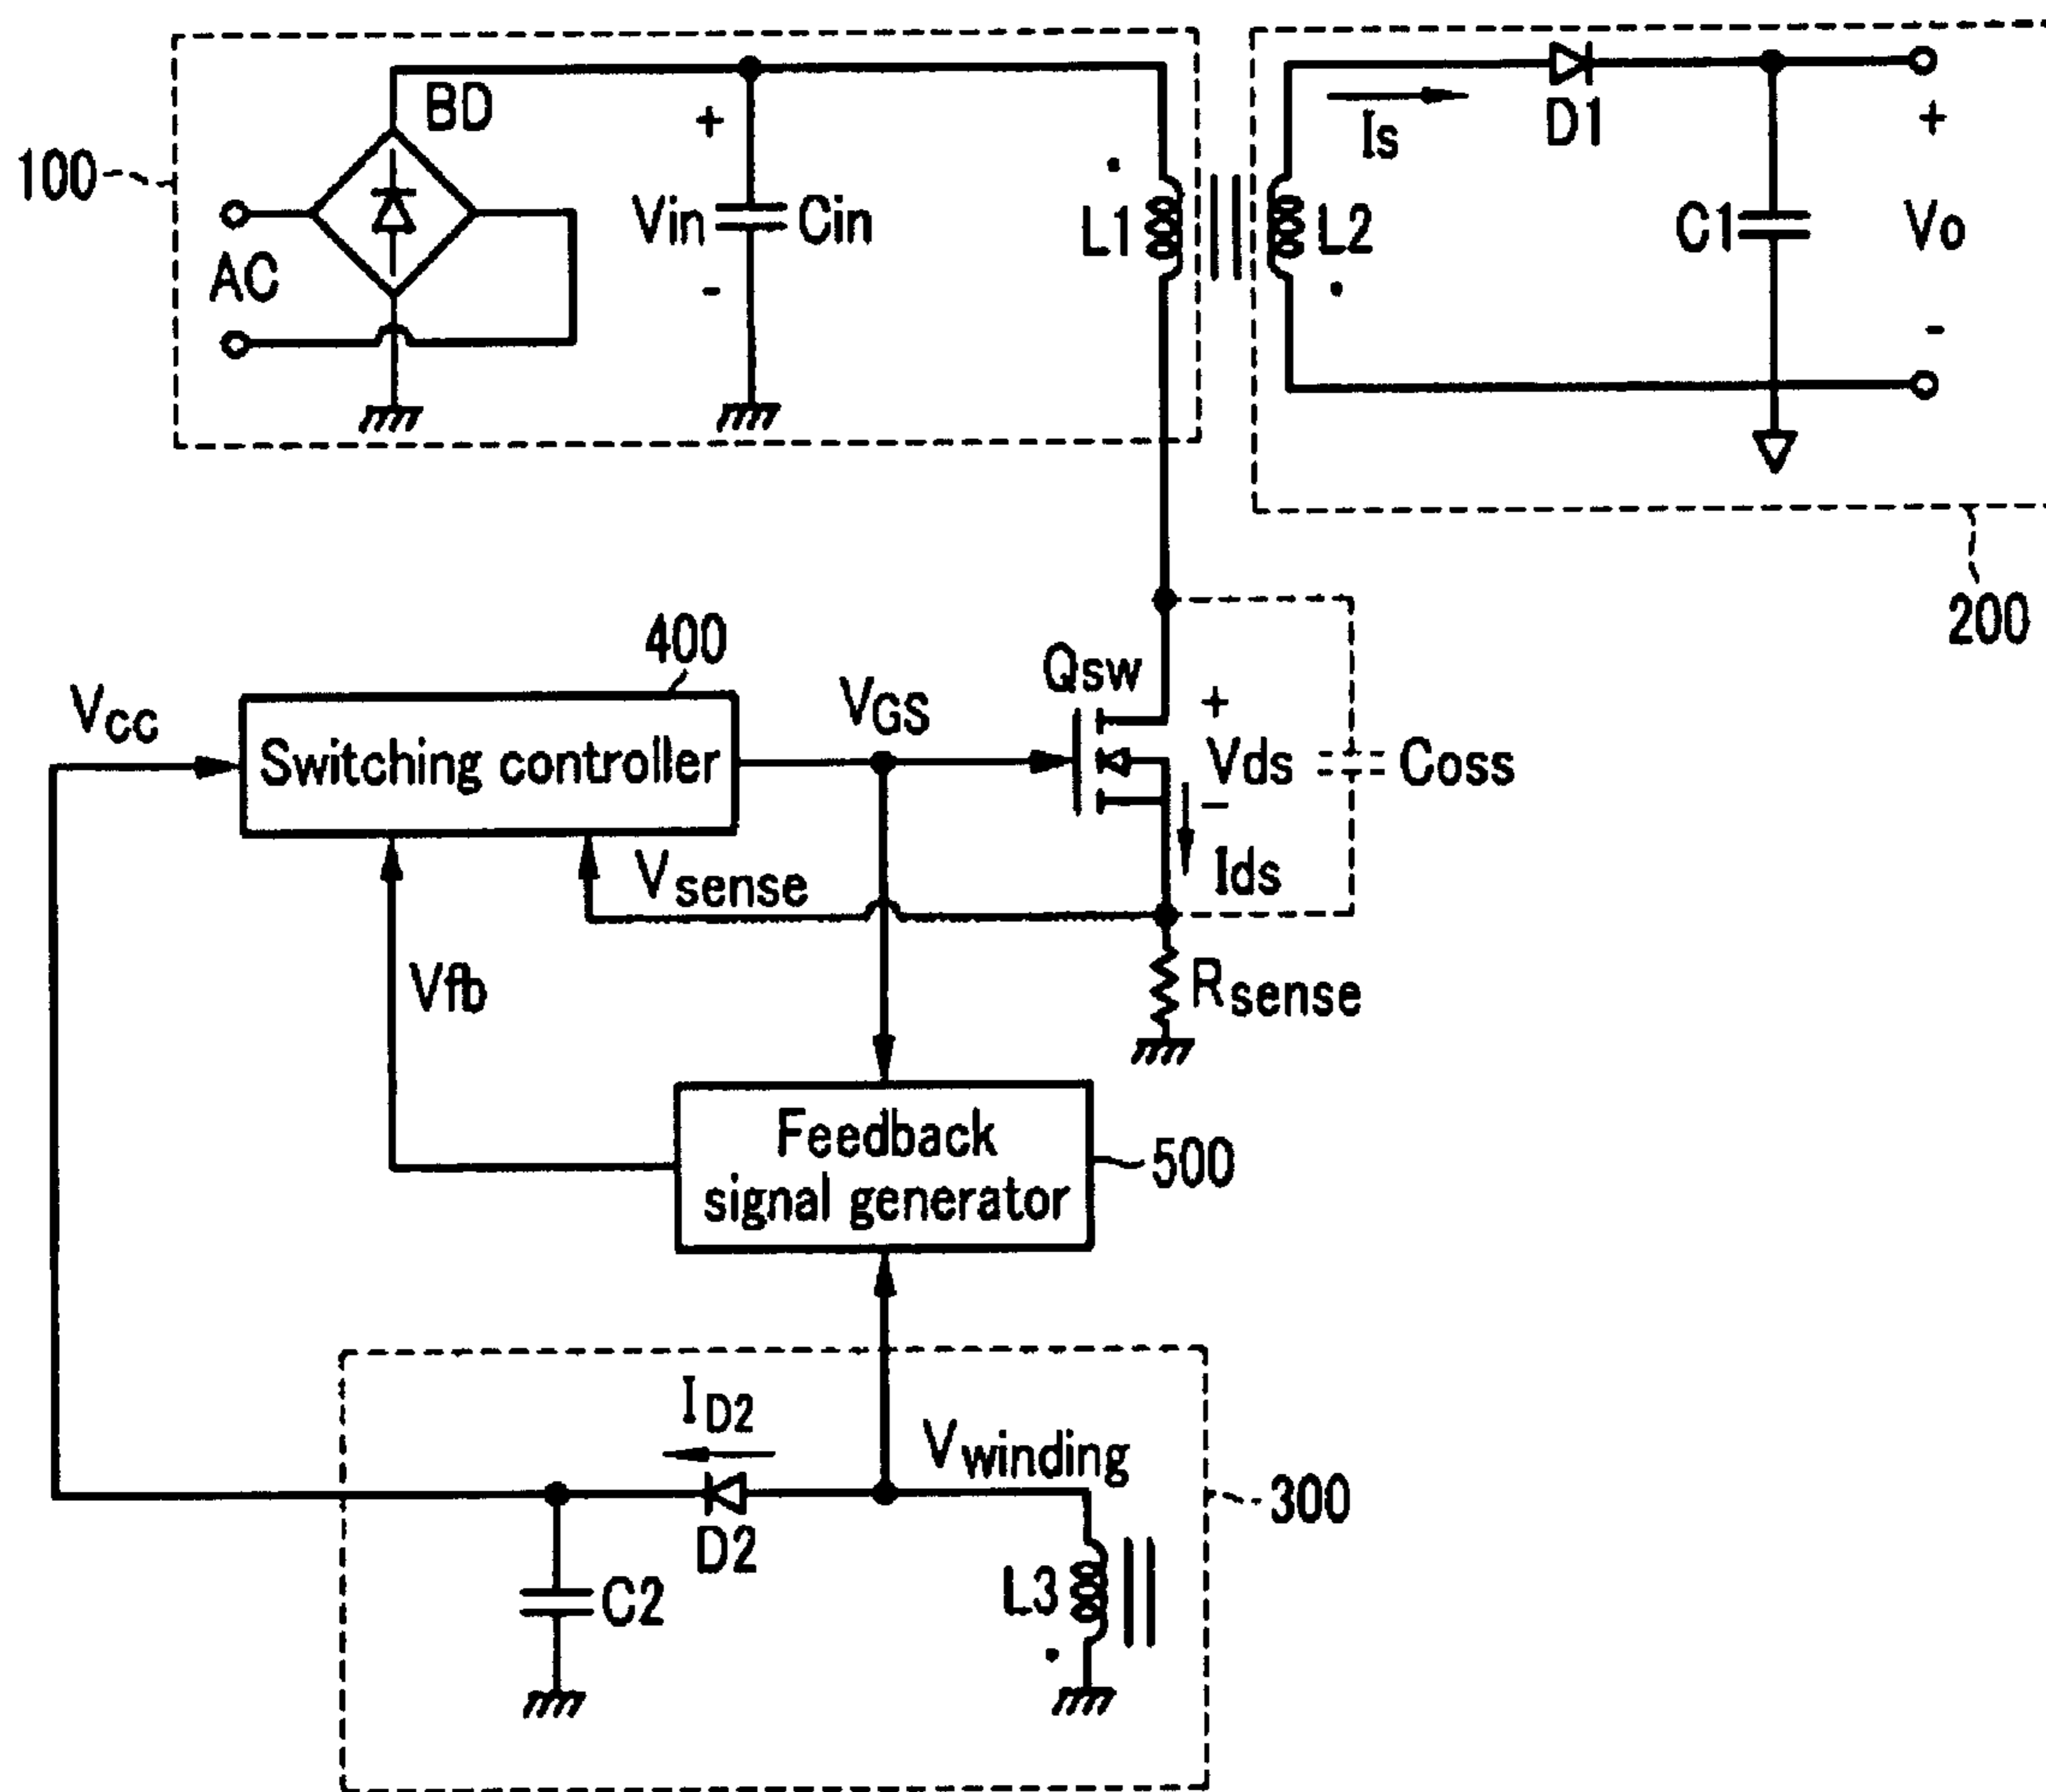 BD
100
AC
+
Vin
-
Cin
L1
L2
Is
D1
C1
+
Vo
-
200
400
Vcc
Switching controller
VGS
Qsw
+
Vds
-
Coss
Ids
Vsense
Vfb
Rsense
Feedback
signal generator
500
ID2
Vwinding
D2
C2
L3
300